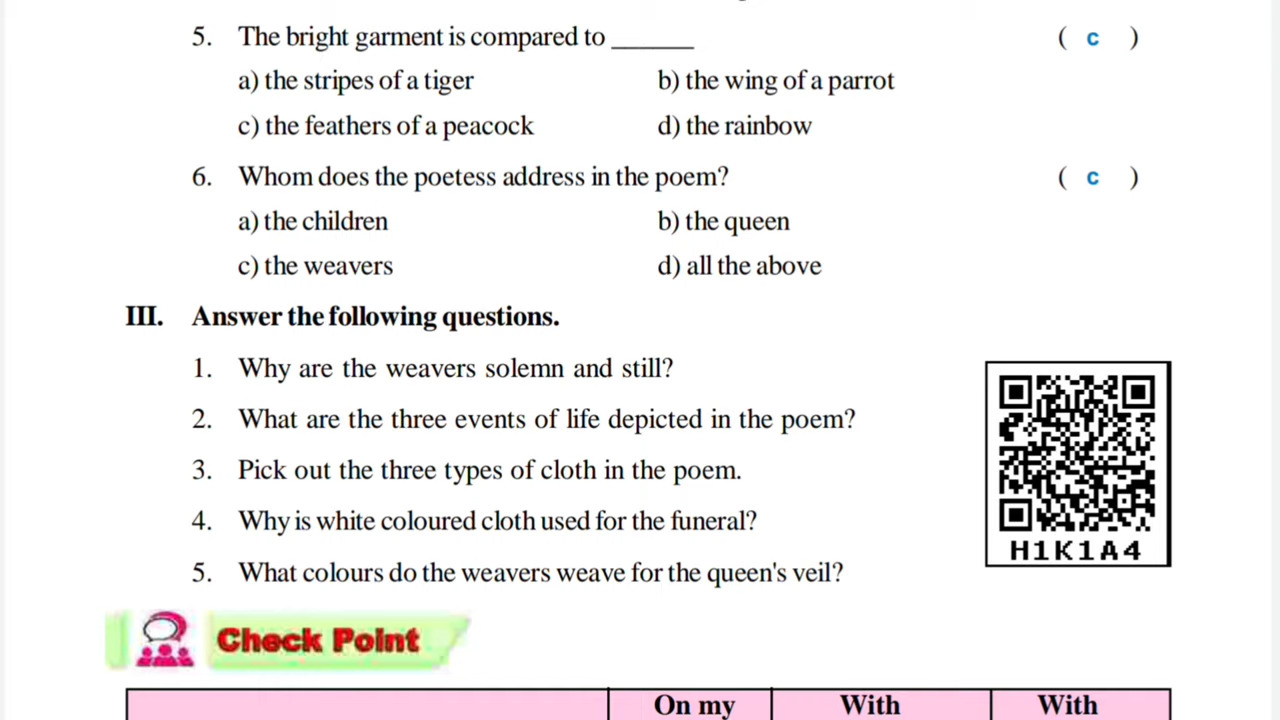 5. The bright garment is compared to ______ ( c )
a) the stripes of a tiger b) the wing of a parrot
c) the feathers of a peacock d) the rainbow
6. Whom does the poetess address in the poem? ( c )
a) the children b) the queen
c) the weavers d) all the above
III. Answer the following questions.
1. Why are the weavers solemn and still?
2. What are the three events of life depicted in the poem?
3. Pick out the three types of cloth in the poem.
4. Why is white coloured cloth used for the funeral?
5. What colours do the weavers weave for the queen's veil?
H1K1A4
Check Point
On my With With